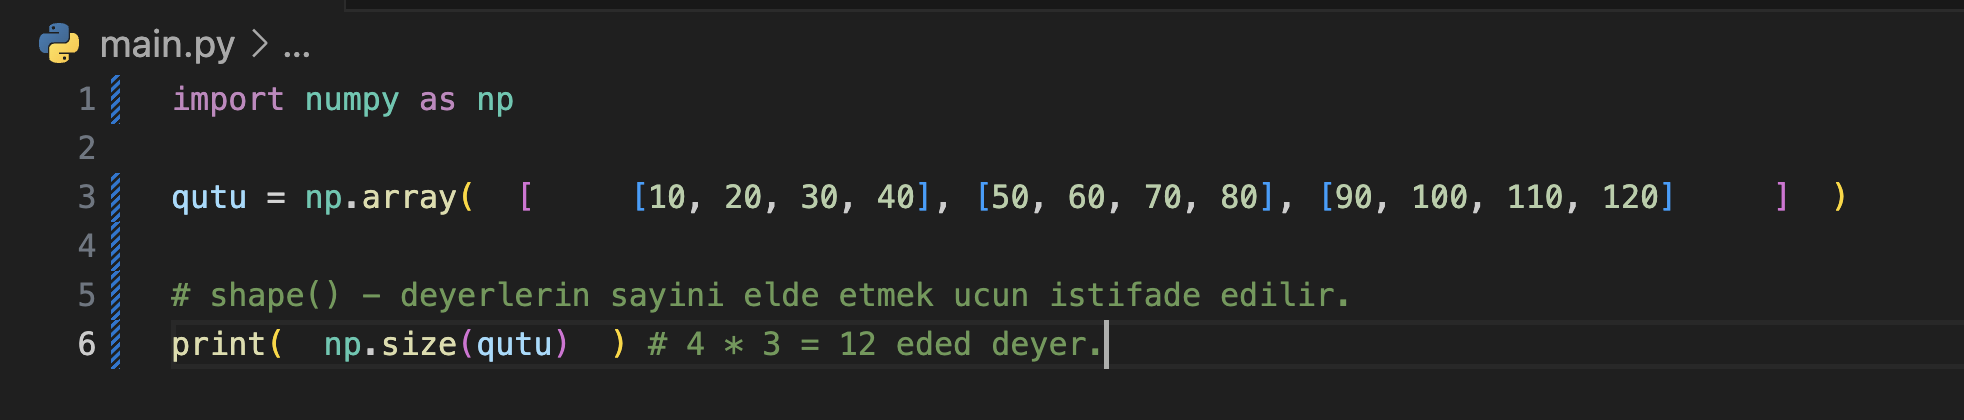 main.py > ...
1 import numpy as np
2
3 qutu = np.array(  [     [10, 20, 30, 40], [50, 60, 70, 80], [90, 100, 110, 120]     ]  )
4
5 # shape() - deyerlerin sayini elde etmek ucun istifade edilir.
6 print(  np.size(qutu)  ) # 4 * 3 = 12 eded deyer.